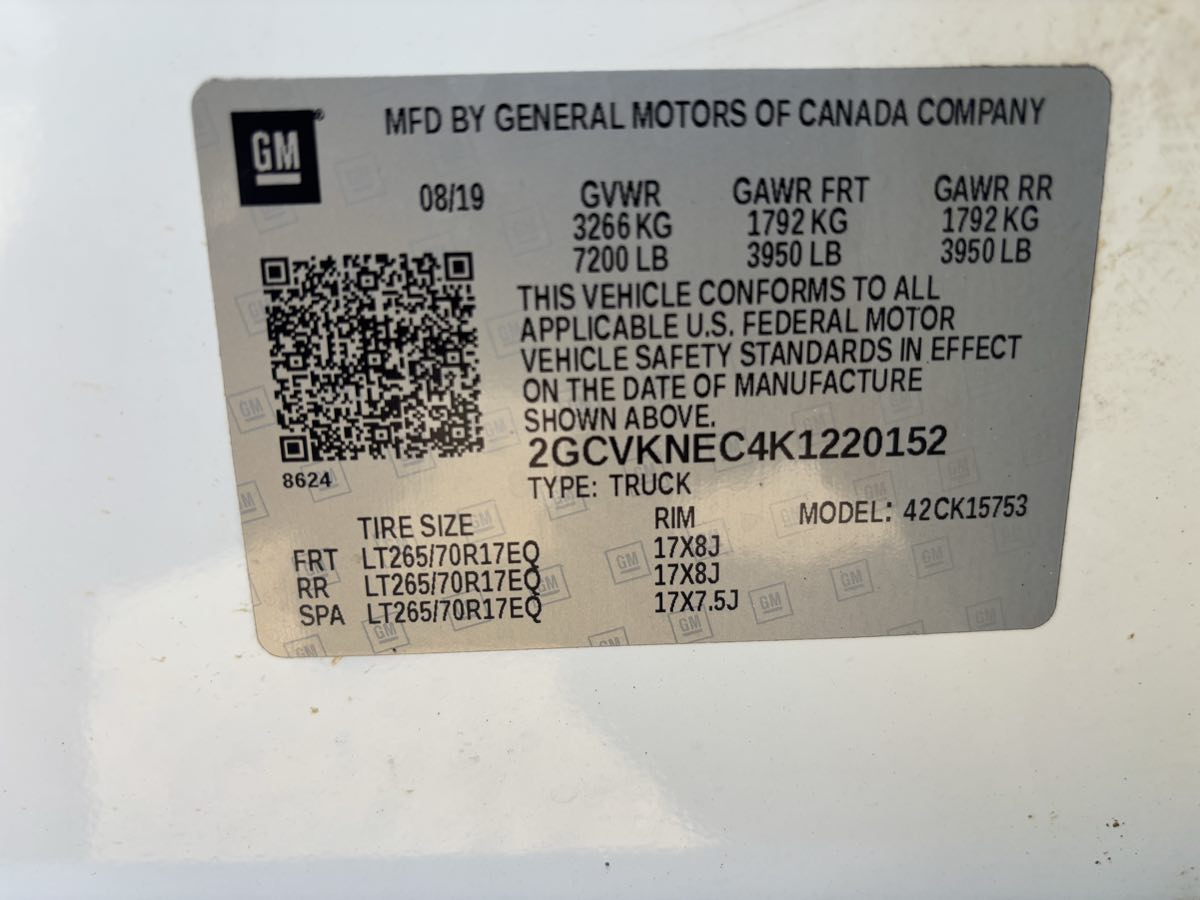 GM®
MFD BY GENERAL MOTORS OF CANADA COMPANY
08/19 GVWR GAWR FRT GAWR RR
3266 KG 1792 KG 1792 KG
7200 LB 3950 LB 3950 LB
THIS VEHICLE CONFORMS TO ALL
APPLICABLE U.S. FEDERAL MOTOR
VEHICLE SAFETY STANDARDS IN EFFECT
ON THE DATE OF MANUFACTURE
SHOWN ABOVE.
2GCVKNEC4K1220152
8624
TYPE: TRUCK
MODEL: 42CK15753
TIRE SIZE RIM
FRT LT265/70R17EQ 17X8J
RR LT265/70R17EQ 17X8J
SPA LT265/70R17EQ 17X7.5J